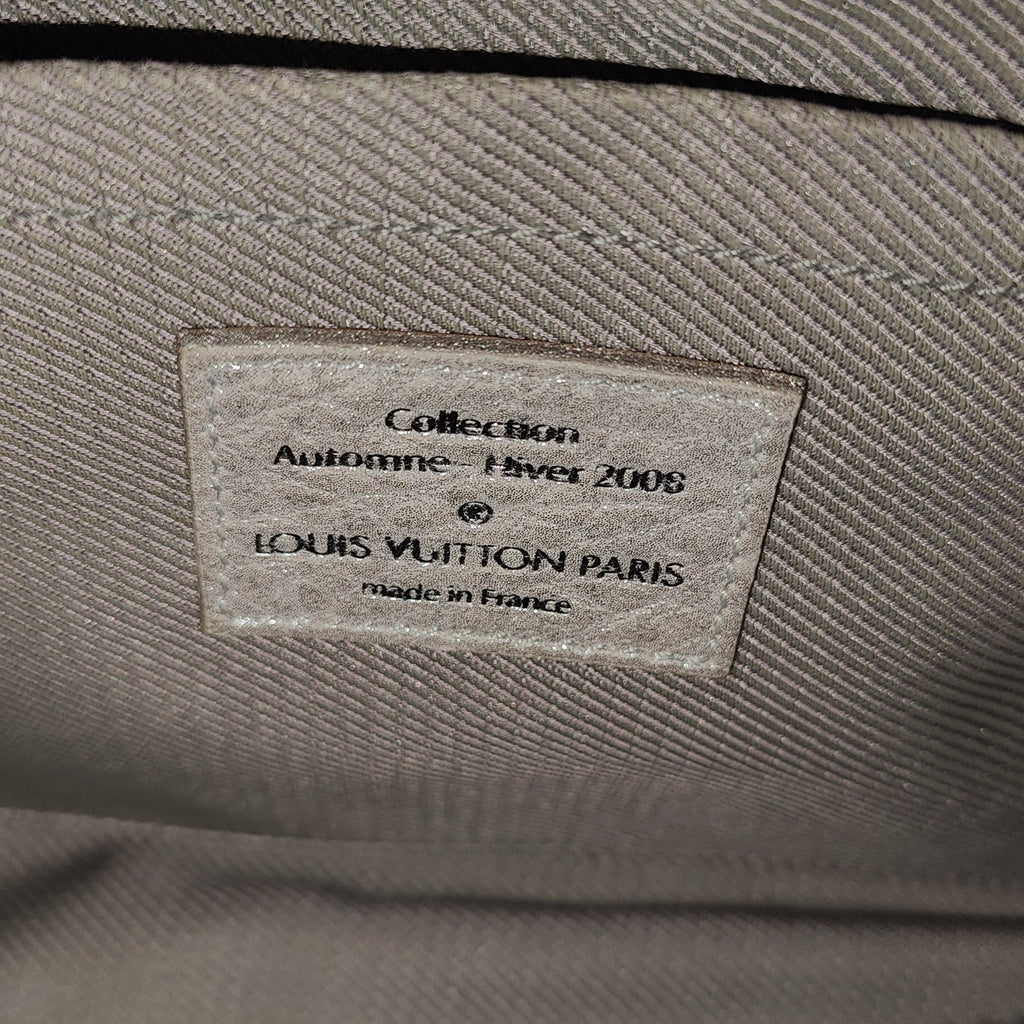 Collection
Automne - Hiver 2008
®
LOUIS VUITTON PARIS
made in France